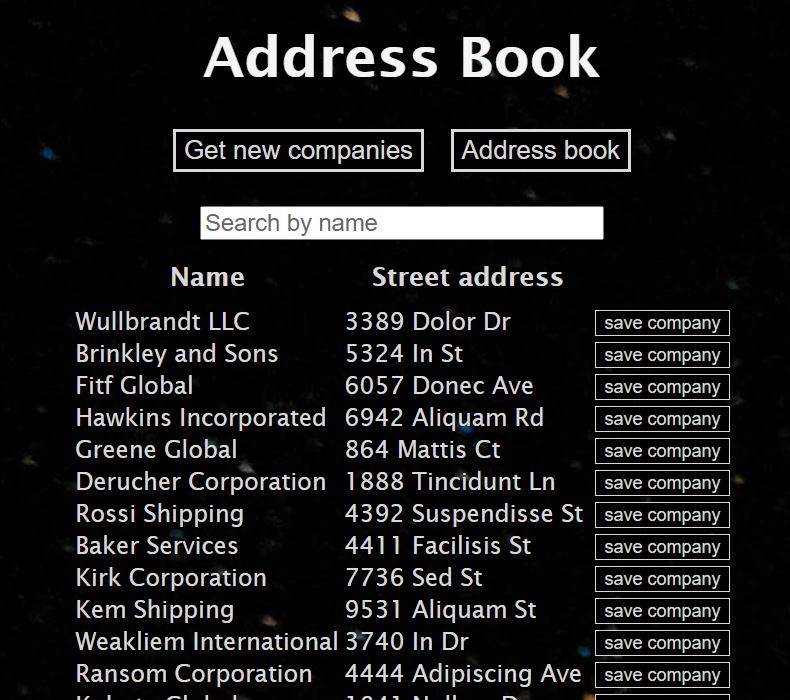 Address Book
Get new companies Address book
Search by name
Name Street address
Wullbrandt LLC 3389 Dolor Dr save company
Brinkley and Sons 5324 In St save company
Fitf Global 6057 Donec Ave save company
Hawkins Incorporated 6942 Aliquam Rd save company
Greene Global 864 Mattis Ct save company
Derucher Corporation 1888 Tincidunt Ln save company
Rossi Shipping 4392 Suspendisse St save company
Baker Services 4411 Facilisis St save company
Kirk Corporation 7736 Sed St save company
Kem Shipping 9531 Aliquam St save company
Weakliem International 3740 In Dr save company
Ransom Corporation 4444 Adipiscing Ave save company